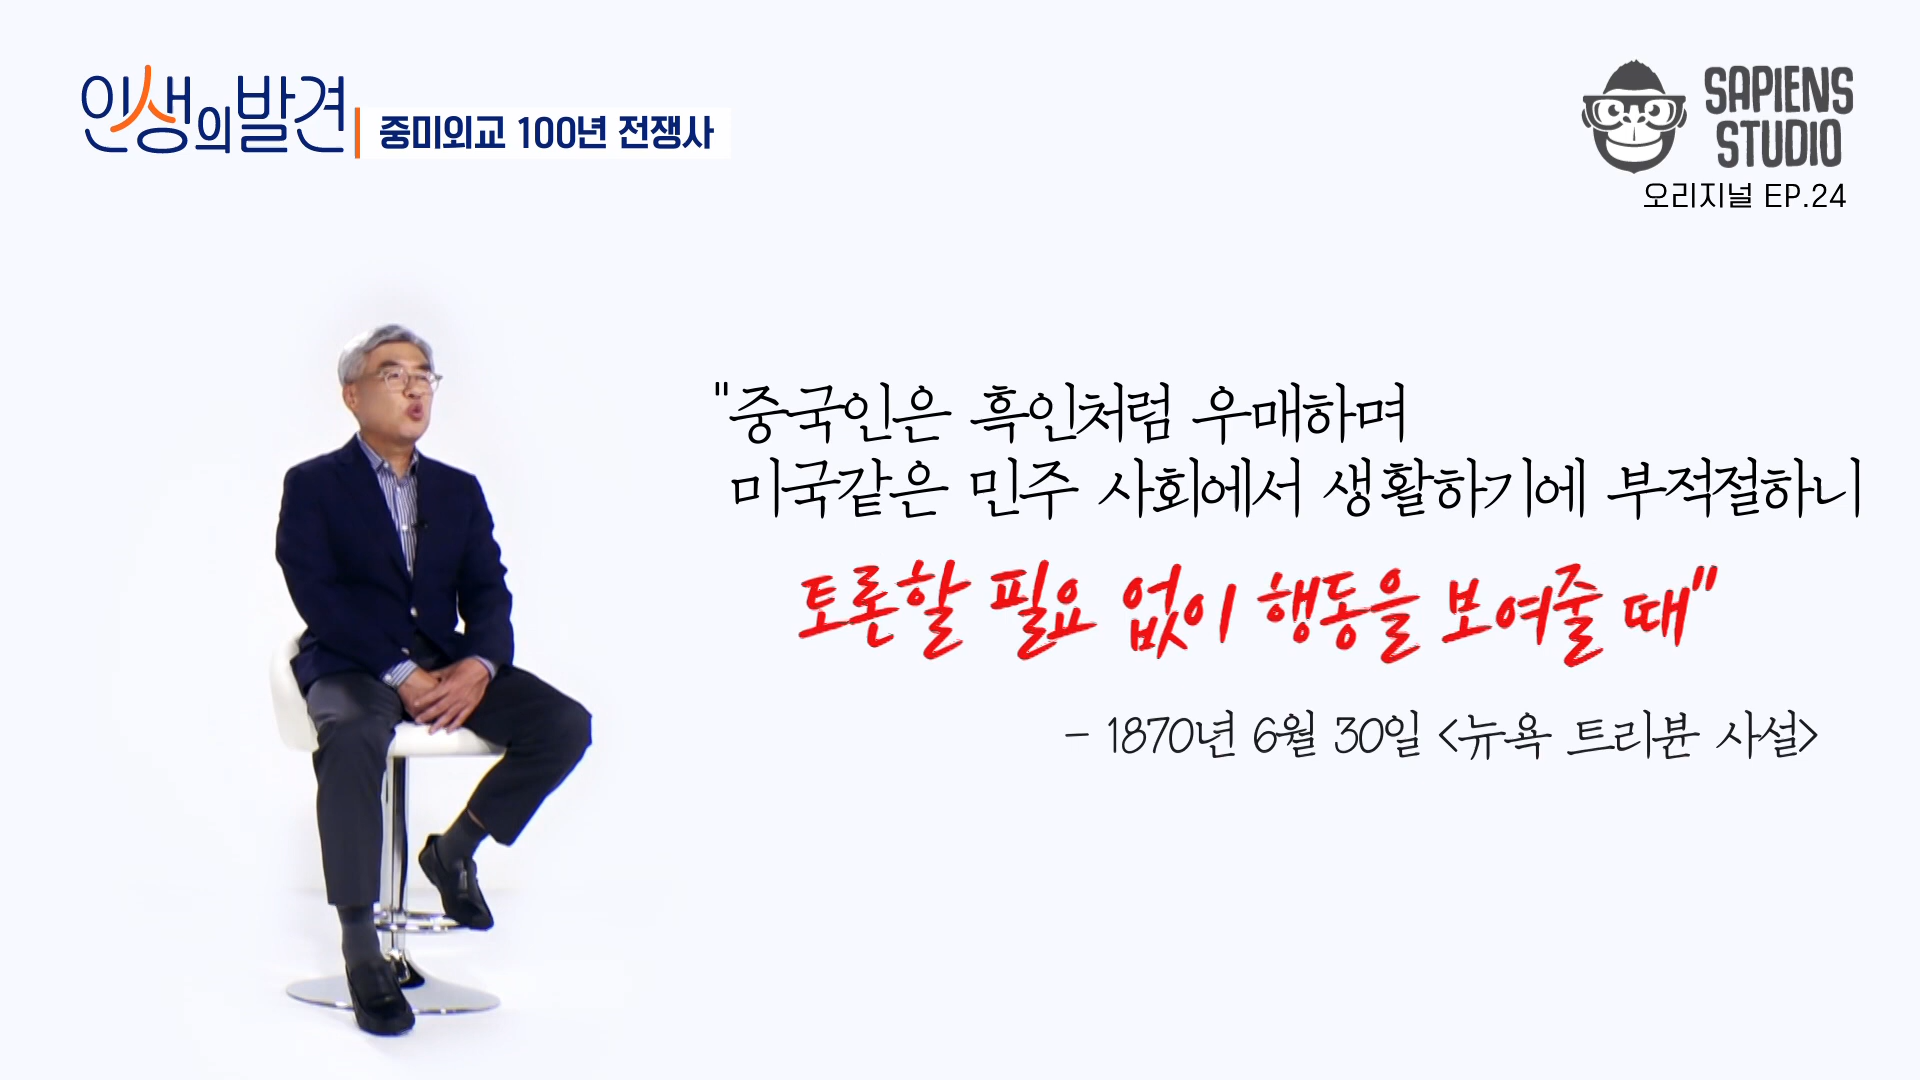 인생의발견
중미외교 100년 전쟁사
SAPIENS
STUDIO
오리지널 EP.24
"중국인은 흑인처럼 우매하며
미국같은 민주 사회에서 생활하기에 부적절하니
토론할 필요 없이 행동을 보여줄 때"
- 1870년 6월 30일 <뉴욕 트리뷴 사설>